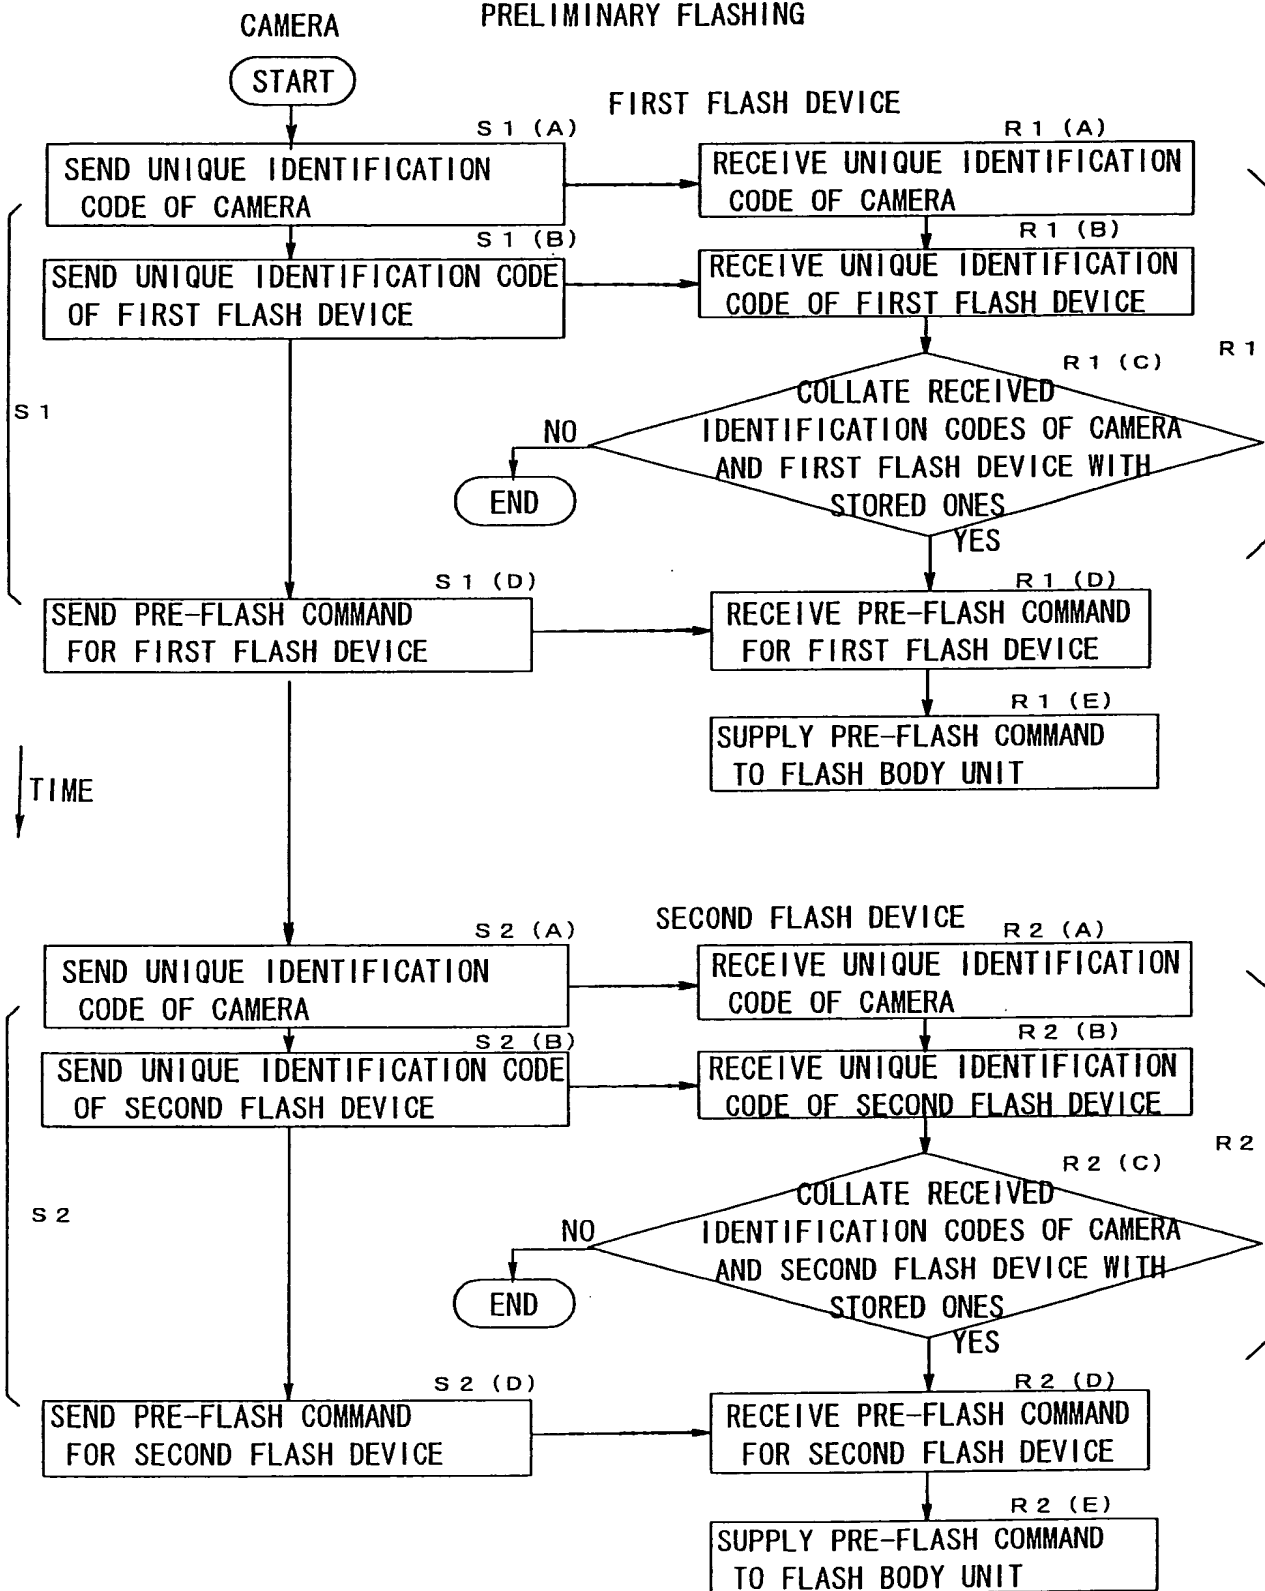 PRELIMINARY FLASHING
CAMERA
START
FIRST FLASH DEVICE
S1 (A)
SEND UNIQUE IDENTIFICATION
CODE OF CAMERA
R1 (A)
RECEIVE UNIQUE IDENTIFICATION
CODE OF CAMERA
S1 (B)
SEND UNIQUE IDENTIFICATION CODE
OF FIRST FLASH DEVICE
R1 (B)
RECEIVE UNIQUE IDENTIFICATION
CODE OF FIRST FLASH DEVICE
R1
R1 (C)
COLLATE RECEIVED
IDENTIFICATION CODES OF CAMERA
AND FIRST FLASH DEVICE WITH
STORED ONES
S1
NO
END
YES
S1 (D)
SEND PRE-FLASH COMMAND
FOR FIRST FLASH DEVICE
R1 (D)
RECEIVE PRE-FLASH COMMAND
FOR FIRST FLASH DEVICE
R1 (E)
SUPPLY PRE-FLASH COMMAND
TO FLASH BODY UNIT
TIME
SECOND FLASH DEVICE
S2 (A)
SEND UNIQUE IDENTIFICATION
CODE OF CAMERA
R2 (A)
RECEIVE UNIQUE IDENTIFICATION
CODE OF CAMERA
S2 (B)
SEND UNIQUE IDENTIFICATION CODE
OF SECOND FLASH DEVICE
R2 (B)
RECEIVE UNIQUE IDENTIFICATION
CODE OF SECOND FLASH DEVICE
R2
R2 (C)
COLLATE RECEIVED
IDENTIFICATION CODES OF CAMERA
AND SECOND FLASH DEVICE WITH
STORED ONES
S2
NO
END
YES
S2 (D)
SEND PRE-FLASH COMMAND
FOR SECOND FLASH DEVICE
R2 (D)
RECEIVE PRE-FLASH COMMAND
FOR SECOND FLASH DEVICE
R2 (E)
SUPPLY PRE-FLASH COMMAND
TO FLASH BODY UNIT